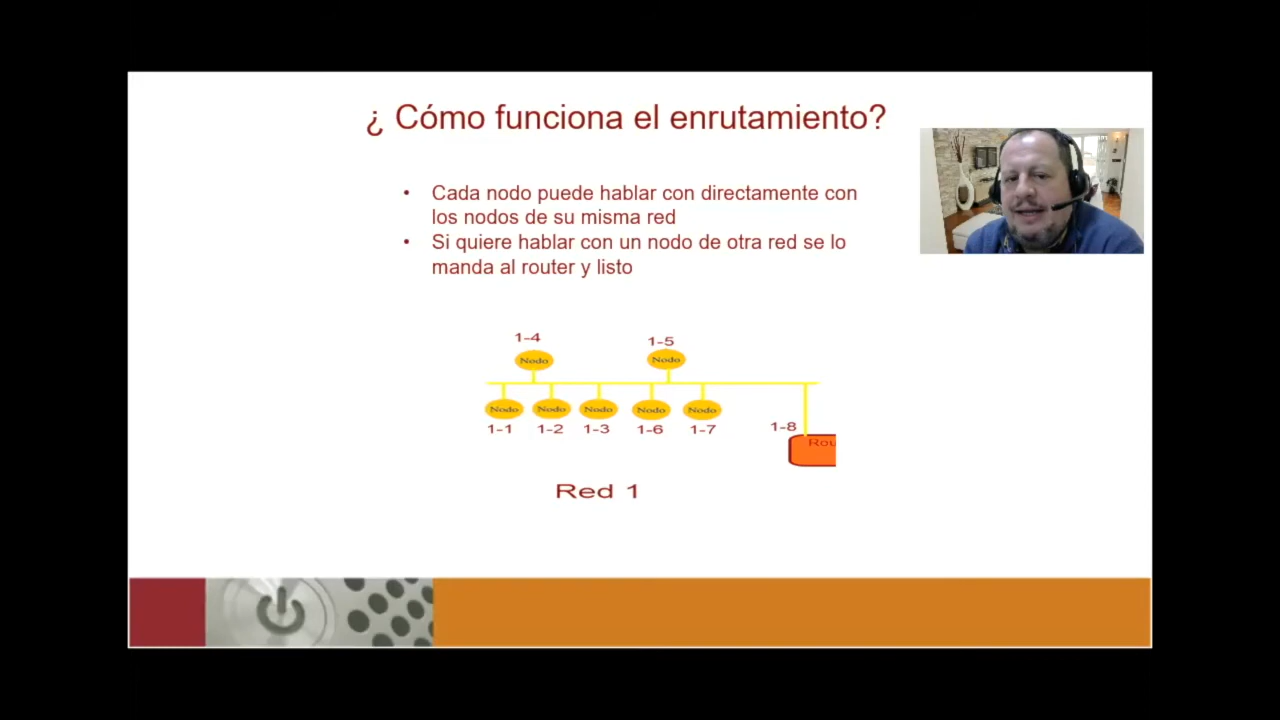 ¿ Cómo funciona el enrutamiento?
• Cada nodo puede hablar con directamente con
los nodos de su misma red
• Si quiere hablar con un nodo de otra red se lo
manda al router y listo
1-4 1-5
Nodo Nodo
Nodo Nodo Nodo Nodo Nodo
1-1 1-2 1-3 1-6 1-7 1-8
Rou
Red 1